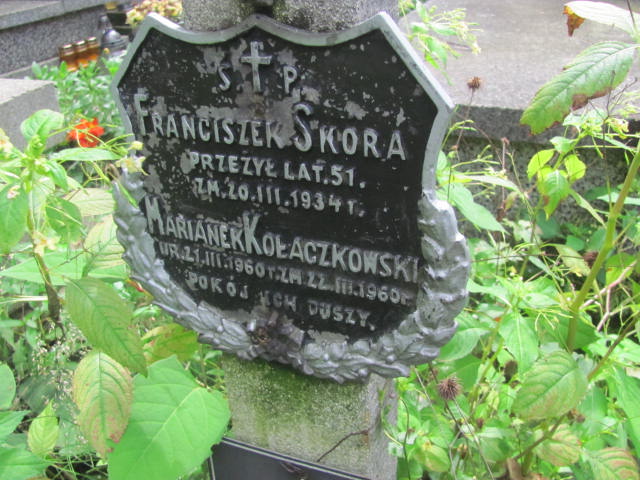 Ś † P.
FRANCISZEK SKORA
PRZEŻYŁ LAT. 51.
ZM. 20. III. 1934 r.
MARIANEK KOŁACZKOWSKI
UR. 21. III. 1960 r. ZM. 22. III. 1960 r.
POKÓJ ICH DUSZY.